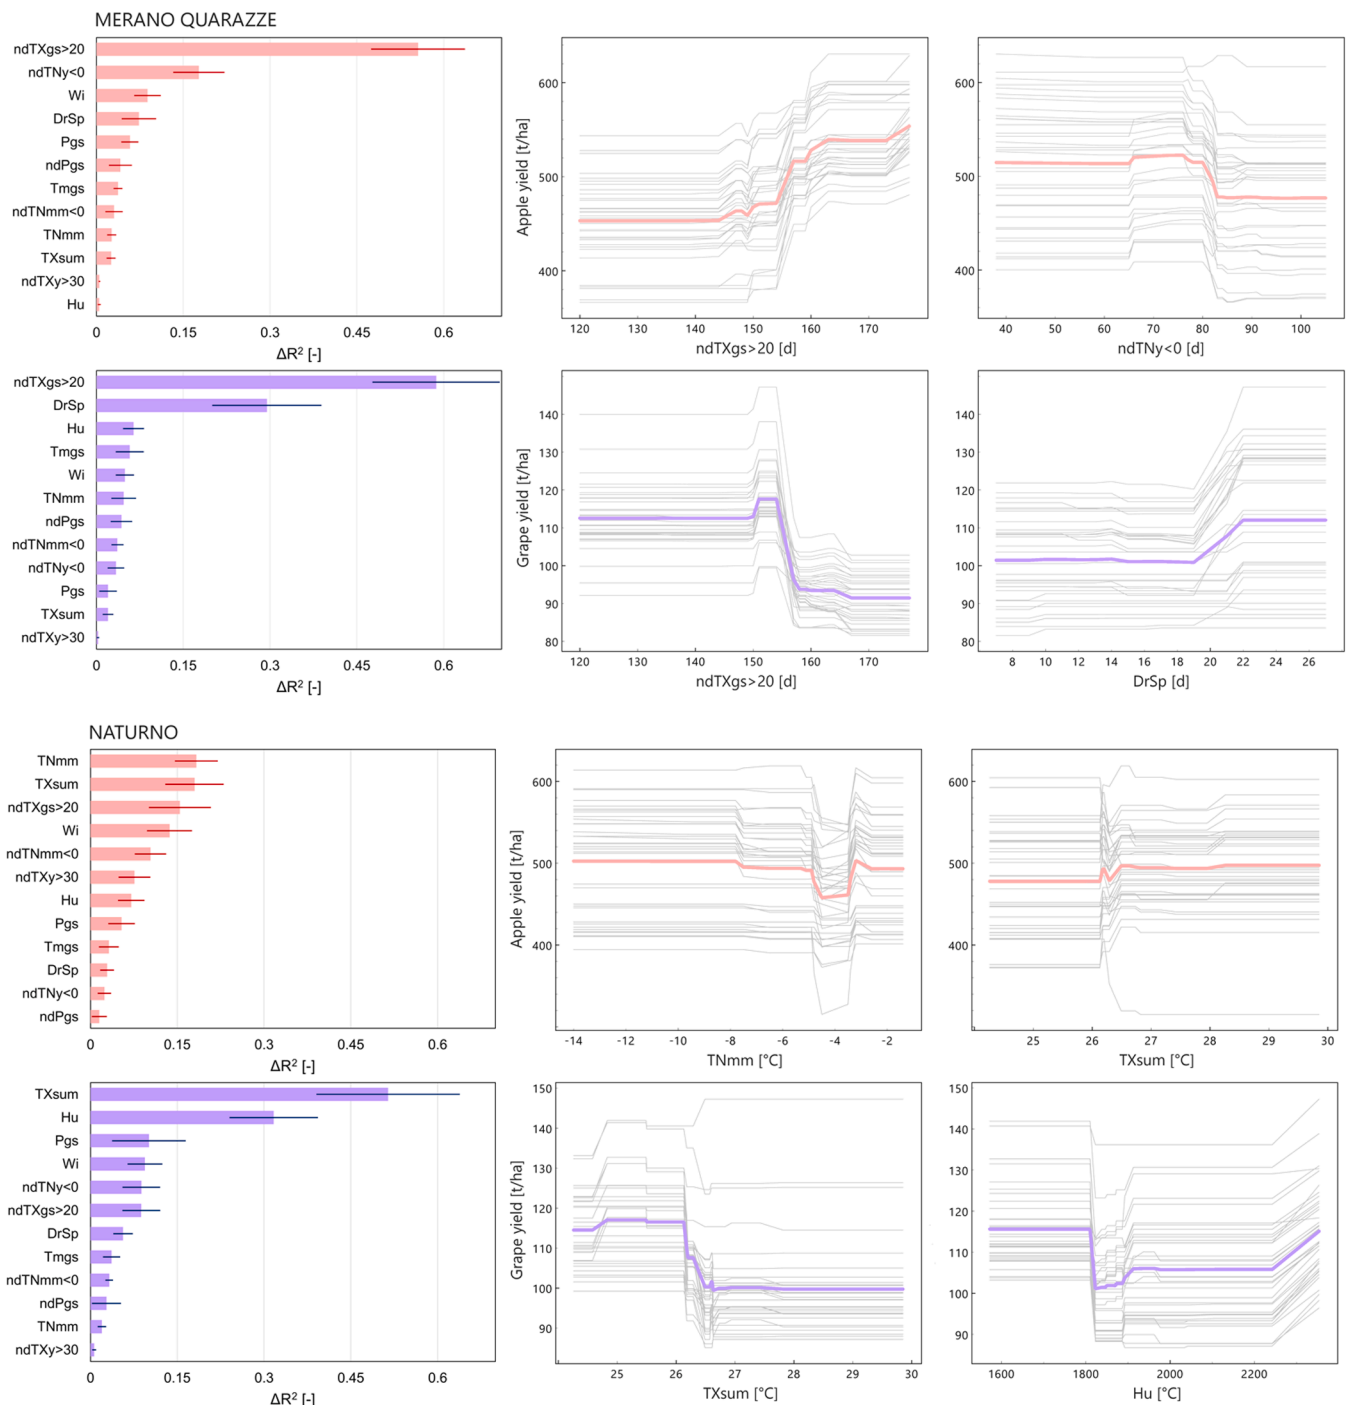 MERANO QUARAZZE
ndTXgs>20
ndTNy<0
Wi
DrSp
Pgs
ndPgs
Tmgs
ndTNmm<0
TNmm
TXsum
ndTXy>30
Hu
0 0.15 0.3 0.45 0.6
ΔR² [-]
Apple yield [t/ha]
600
500
400
120 130 140 150 160 170
ndTXgs>20 [d]
600
500
400
40 50 60 70 80 90 100
ndTNy<0 [d]
ndTXgs>20
DrSp
Hu
Tmgs
Wi
TNmm
ndPgs
ndTNmm<0
ndTNy<0
Pgs
TXsum
ndTXy>30
0 0.15 0.3 0.45 0.6
ΔR² [-]
Grape yield [t/ha]
140
130
120
110
100
90
80
120 130 140 150 160 170
ndTXgs>20 [d]
140
130
120
110
100
90
80
8 10 12 14 16 18 20 22 24 26
DrSp [d]
NATURNO
TNmm
TXsum
ndTXgs>20
Wi
ndTNmm<0
ndTXy>30
Hu
Pgs
Tmgs
DrSp
ndTNy<0
ndPgs
0 0.15 0.3 0.45 0.6
ΔR² [-]
Apple yield [t/ha]
600
500
400
-14 -12 -10 -8 -6 -4 -2
TNmm [°C]
600
500
400
25 26 27 28 29 30
TXsum [°C]
TXsum
Hu
Pgs
Wi
ndTNy<0
ndTXgs>20
DrSp
Tmgs
ndTNmm<0
ndPgs
TNmm
ndTXy>30
0 0.15 0.3 0.45 0.6
ΔR² [-]
Grape yield [t/ha]
150
140
130
120
110
100
90
25 26 27 28 29 30
TXsum [°C]
150
140
130
120
110
100
90
1600 1800 2000 2200
Hu [°C]